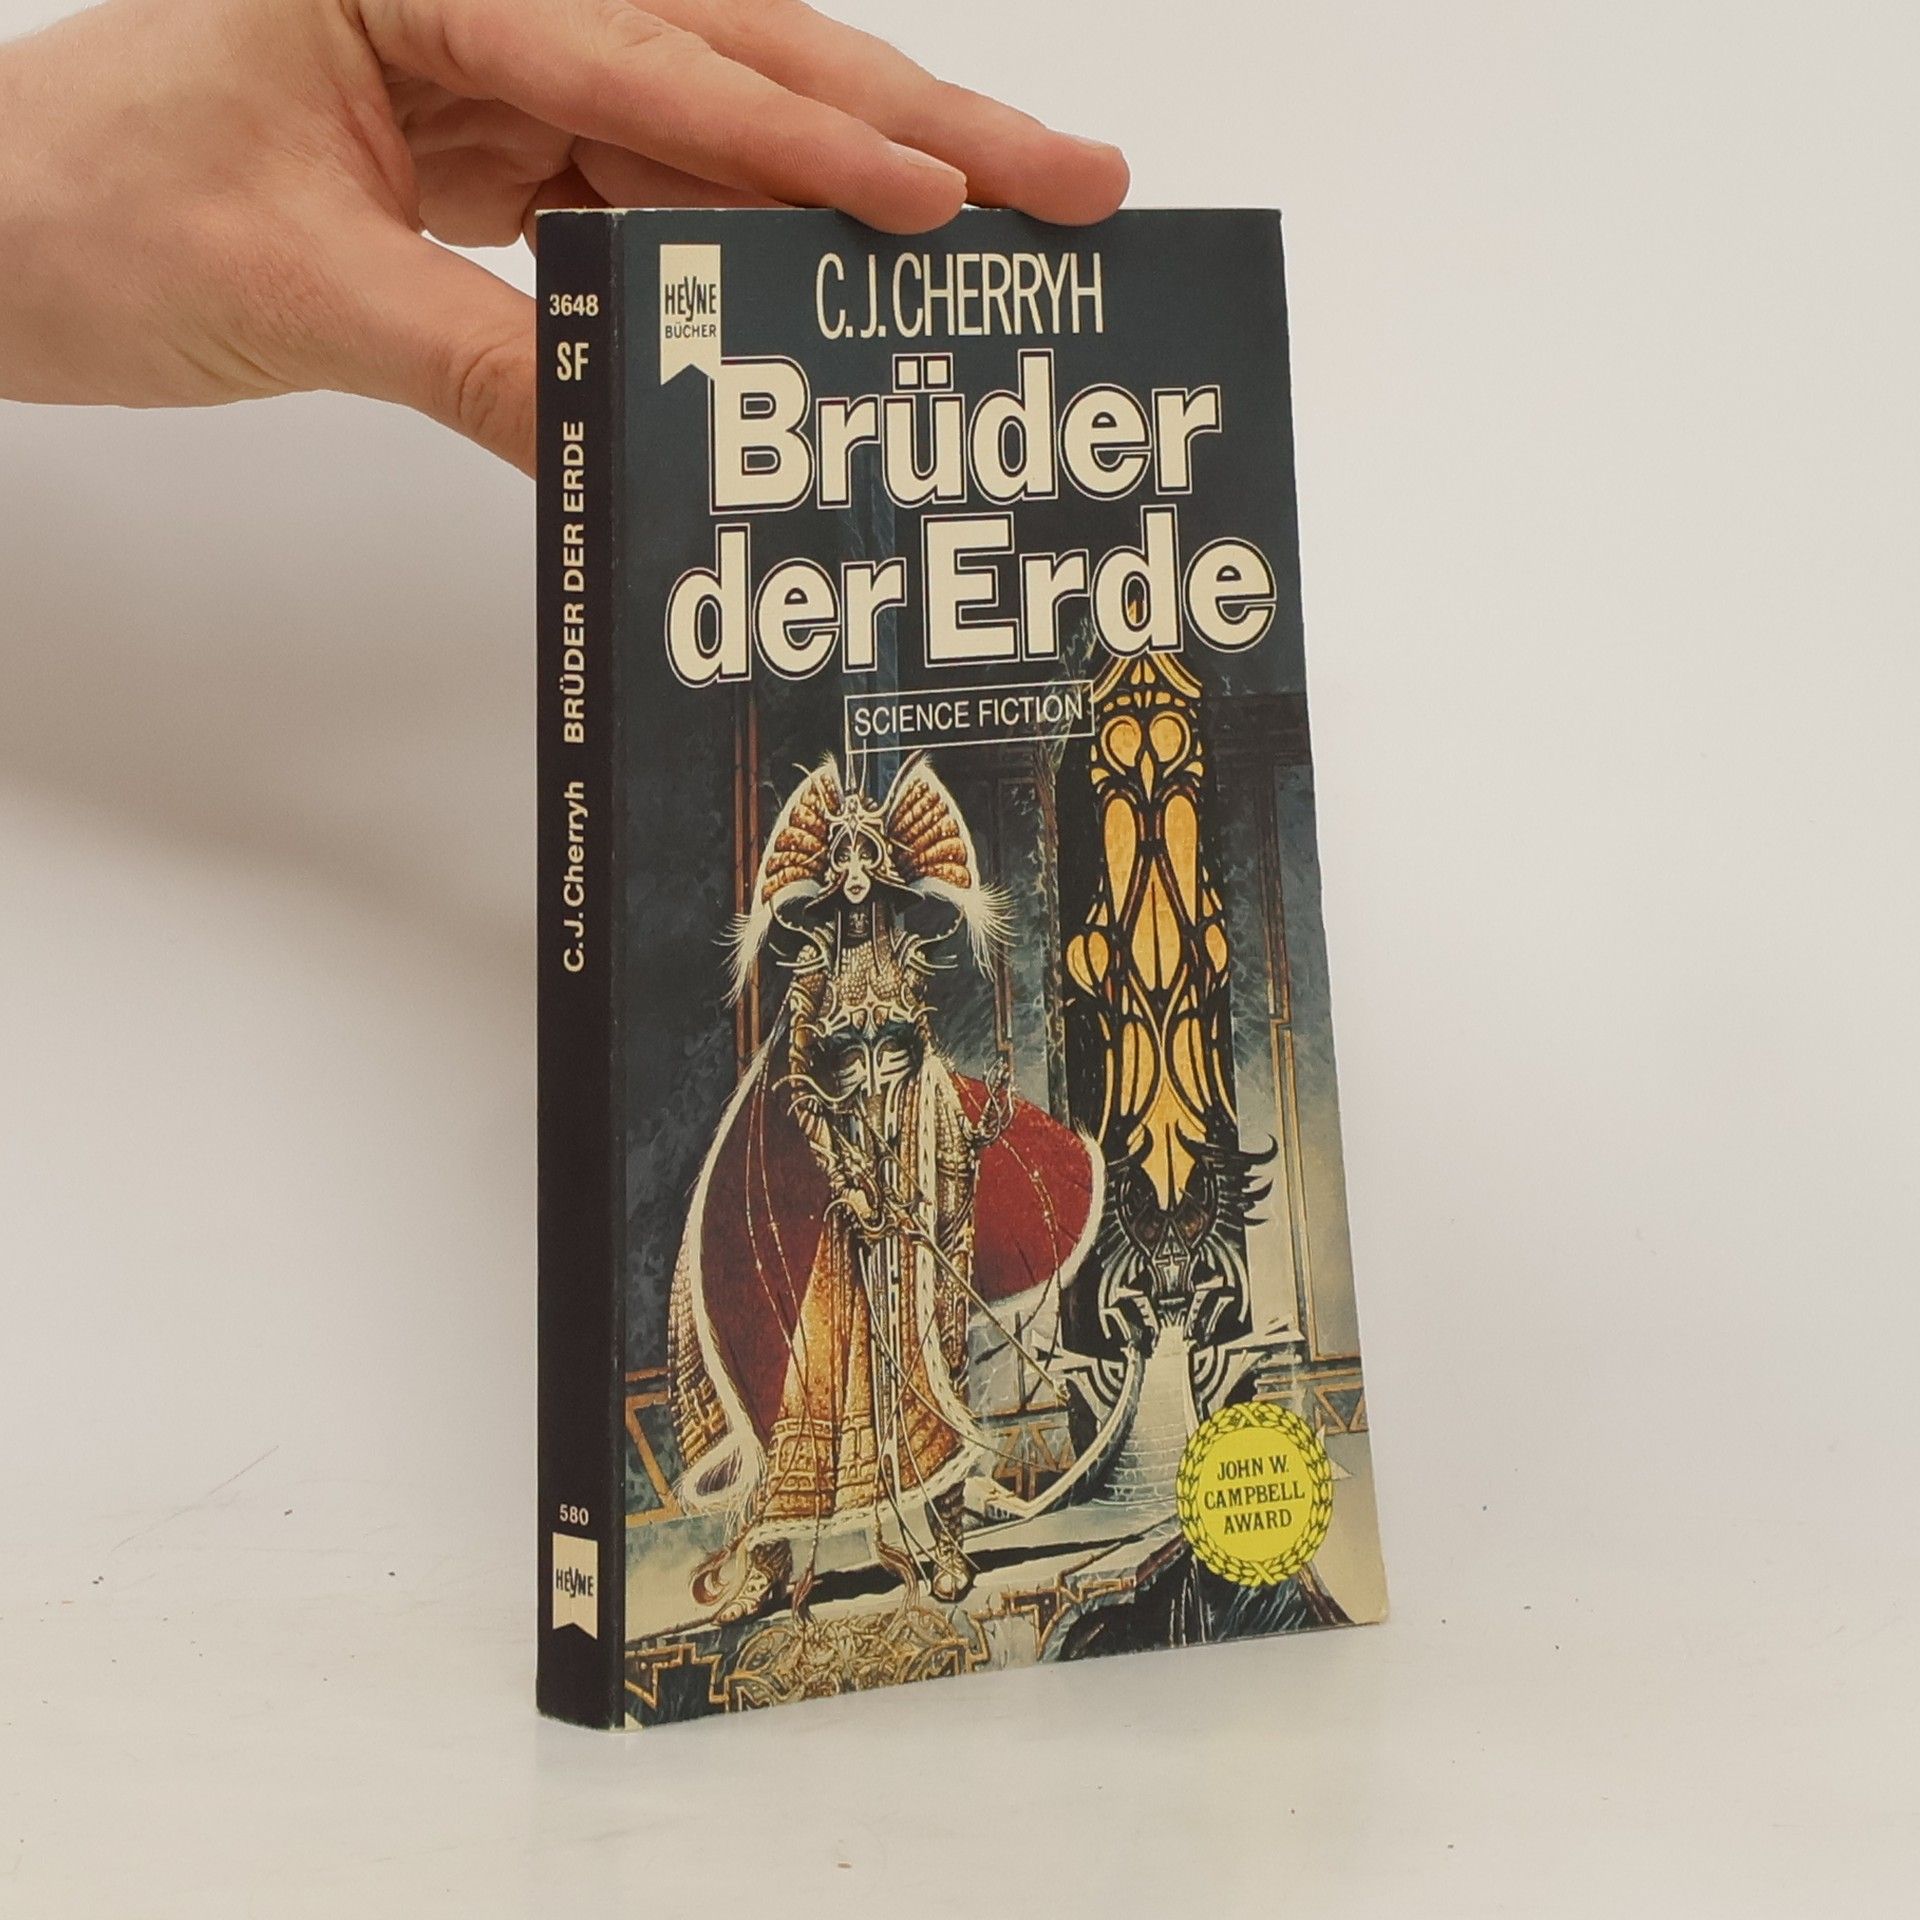 3648
SF
C.J.Cherryh BRÜDER DER ERDE
580
HEYNE
HEYNE
BÜCHER
C.J.CHERRYH
Brüder
der Erde
SCIENCE FICTION
JOHN W.
CAMPBELL
AWARD